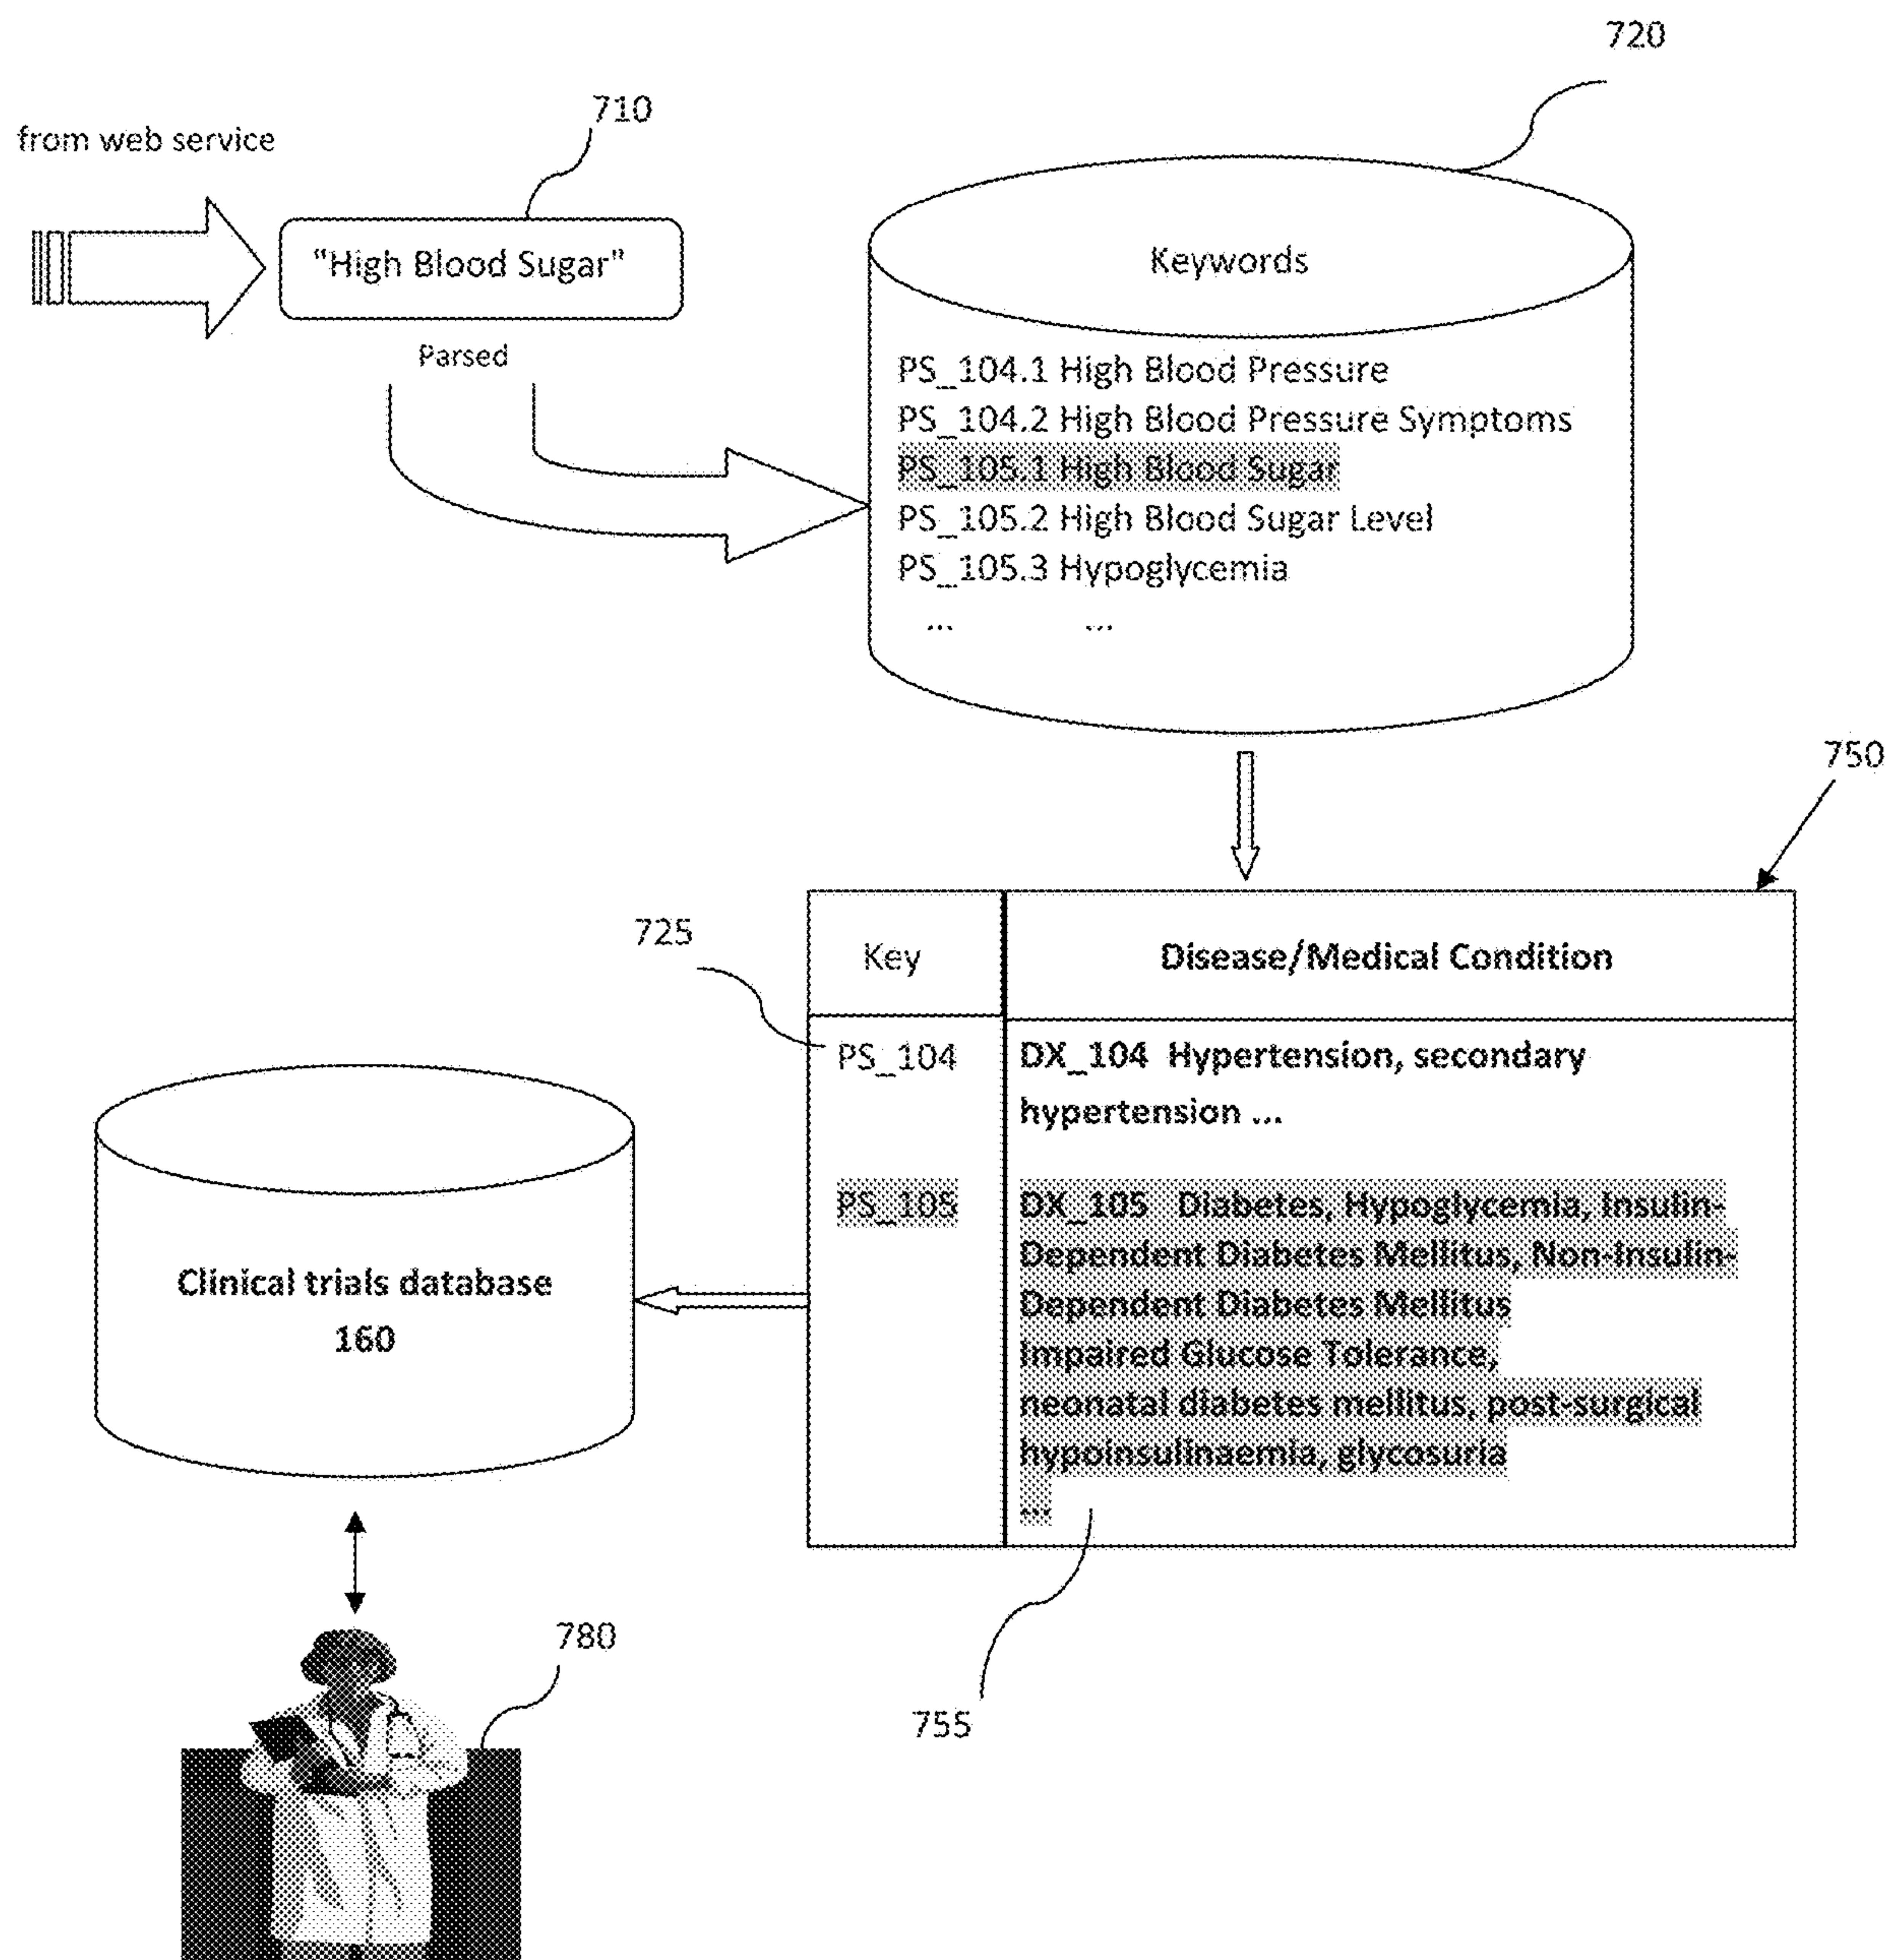 720
710
from web service
"High Blood Sugar"
Parsed
Keywords
PS_104.1 High Blood Pressure
PS_104.2 High Blood Pressure Symptoms
PS_105.1 High Blood Sugar
PS_105.2 High Blood Sugar Level
PS_105.3 Hypoglycemia
... ...
750
725
Key
Disease/Medical Condition
PS_104
DX_104 Hypertension, secondary
hypertension ...
PS_105
DX_105 Diabetes, Hypoglycemia, Insulin-
Dependent Diabetes Mellitus, Non-Insulin-
Dependent Diabetes Mellitus
Impaired Glucose Tolerance,
neonatal diabetes mellitus, post-surgical
hypoinsulinaemia, glycosuria
...
Clinical trials database
160
780
755